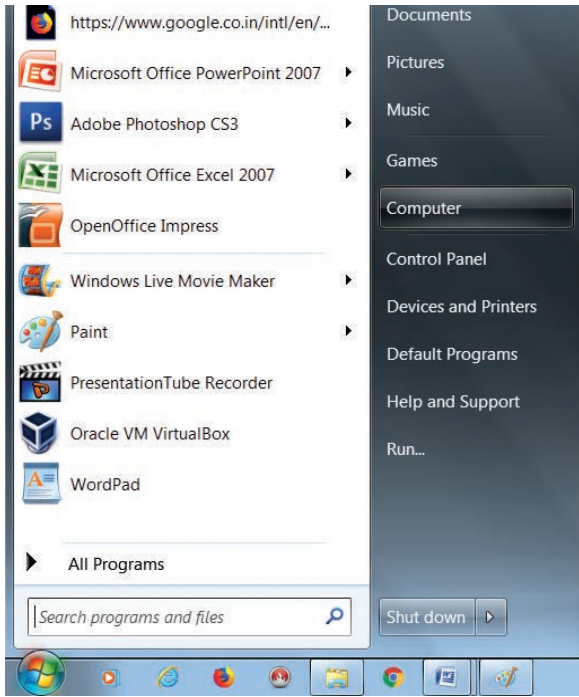 https://www.google.co.in/intl/en/...
Microsoft Office PowerPoint 2007
Ps Adobe Photoshop CS3
Microsoft Office Excel 2007
OpenOffice Impress
Windows Live Movie Maker
Paint
PresentationTube Recorder
Oracle VM VirtualBox
WordPad
All Programs
Search programs and files
Documents
Pictures
Music
Games
Computer
Control Panel
Devices and Printers
Default Programs
Help and Support
Run...
Shut down